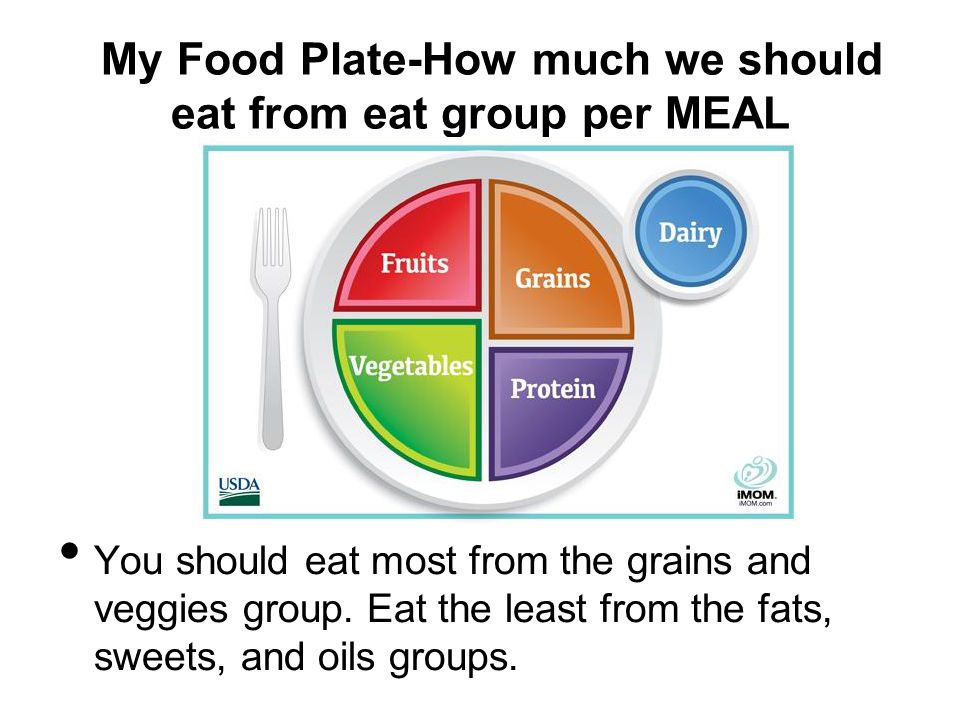 My Food Plate-How much we should
eat from eat group per MEAL
Fruits
Grains
Dairy
Vegetables
Protein
USDA
iMOM.
iMOM.com
• You should eat most from the grains and
veggies group. Eat the least from the fats,
sweets, and oils groups.